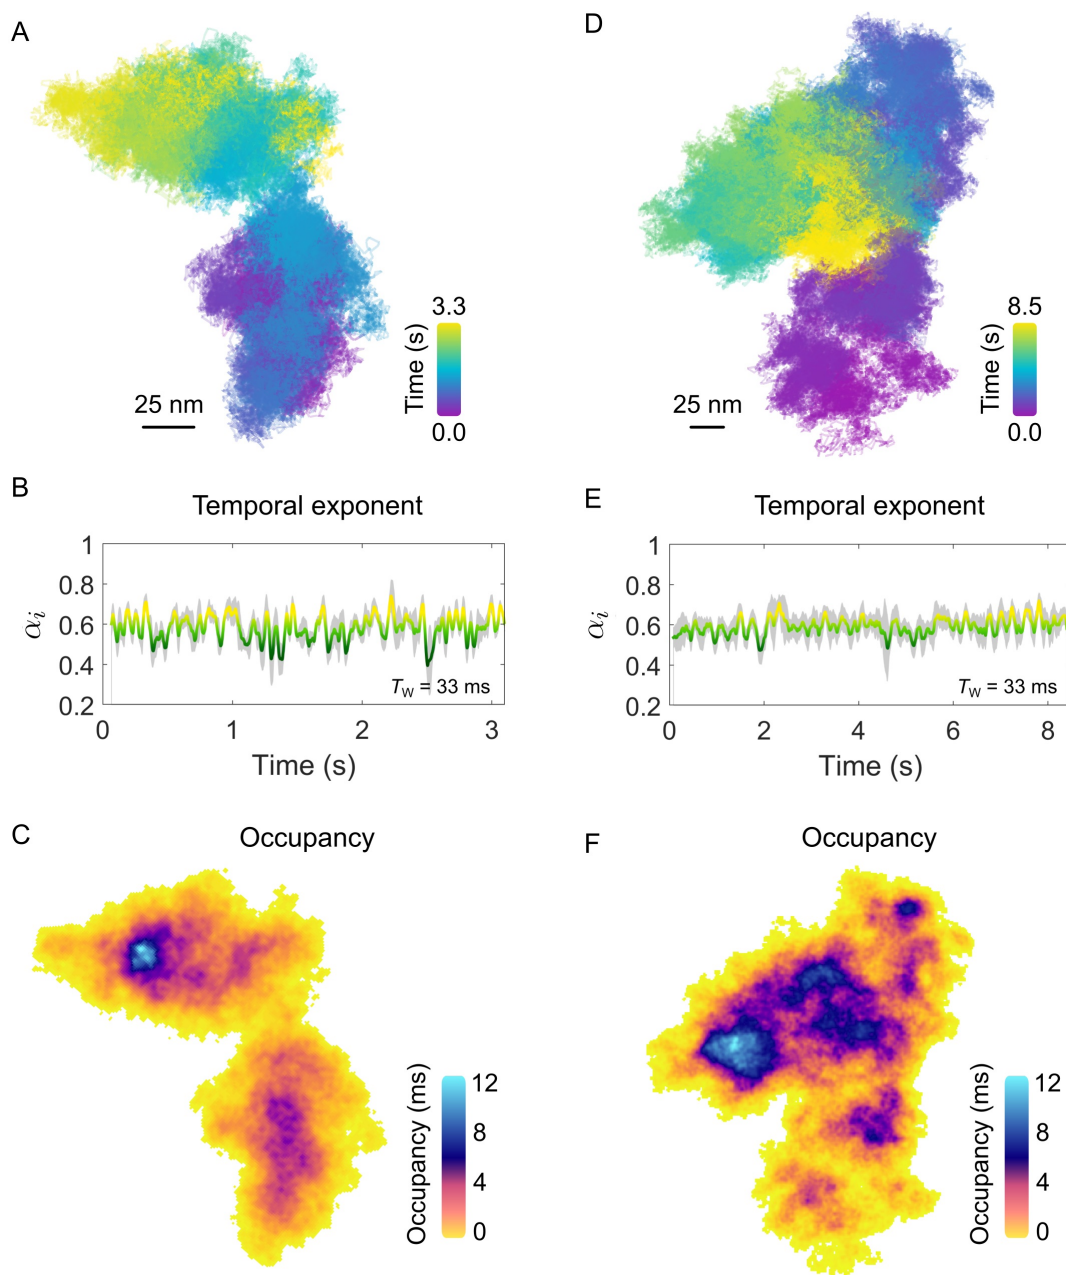 A
3.3
Time (s)
25 nm
0.0
B
Temporal exponent
1
0.8
0.6
0.4
0.2
αi
TW = 33 ms
0 1 2 3
Time (s)
C
Occupancy
Occupancy (ms)
12
8
4
0
D
8.5
Time (s)
25 nm
0.0
E
Temporal exponent
1
0.8
0.6
0.4
0.2
αi
TW = 33 ms
0 2 4 6 8
Time (s)
F
Occupancy
Occupancy (ms)
12
8
4
0